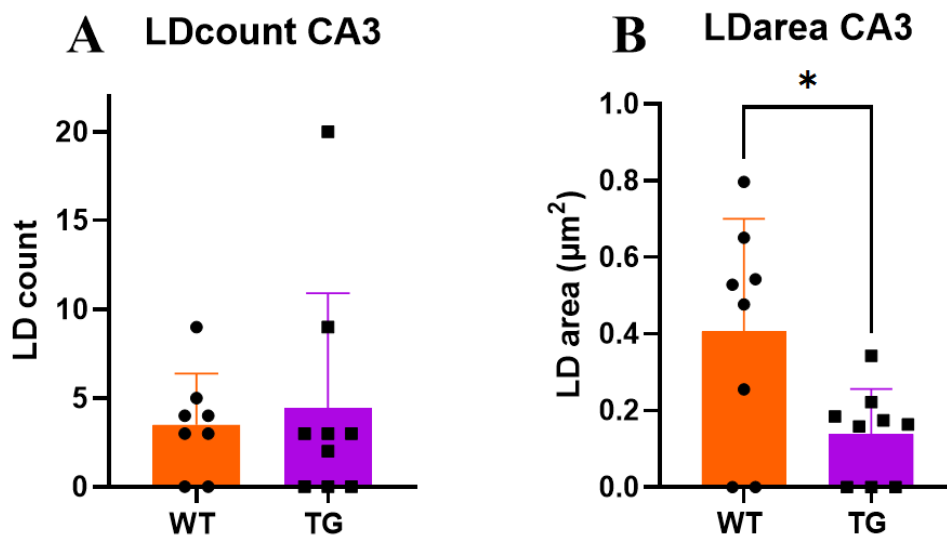 A LDcount CA3
LD count
20
15
10
5
0
WT TG
B LDarea CA3
*
LD area (µm²)
1.0
0.8
0.6
0.4
0.2
0.0
WT TG